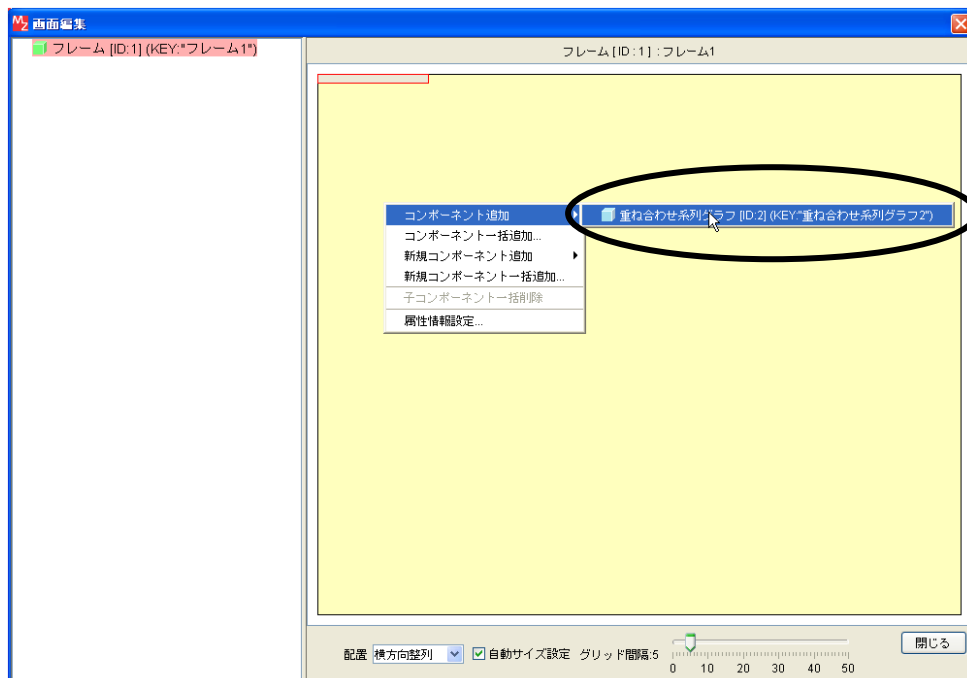 画面編集
フレーム [ID:1] (KEY:"フレーム1")
フレーム [ID:1] : フレーム1
コンポーネント追加
重ね合わせ系列グラフ [ID:2] (KEY:"重ね合わせ系列グラフ2")
コンポーネント一括追加...
新規コンポーネント追加
新規コンポーネント一括追加...
子コンポーネント一括削除
属性情報設定...
配置 横方向整列 自動サイズ設定 グリッド間隔:5
閉じる
0 10 20 30 40 50